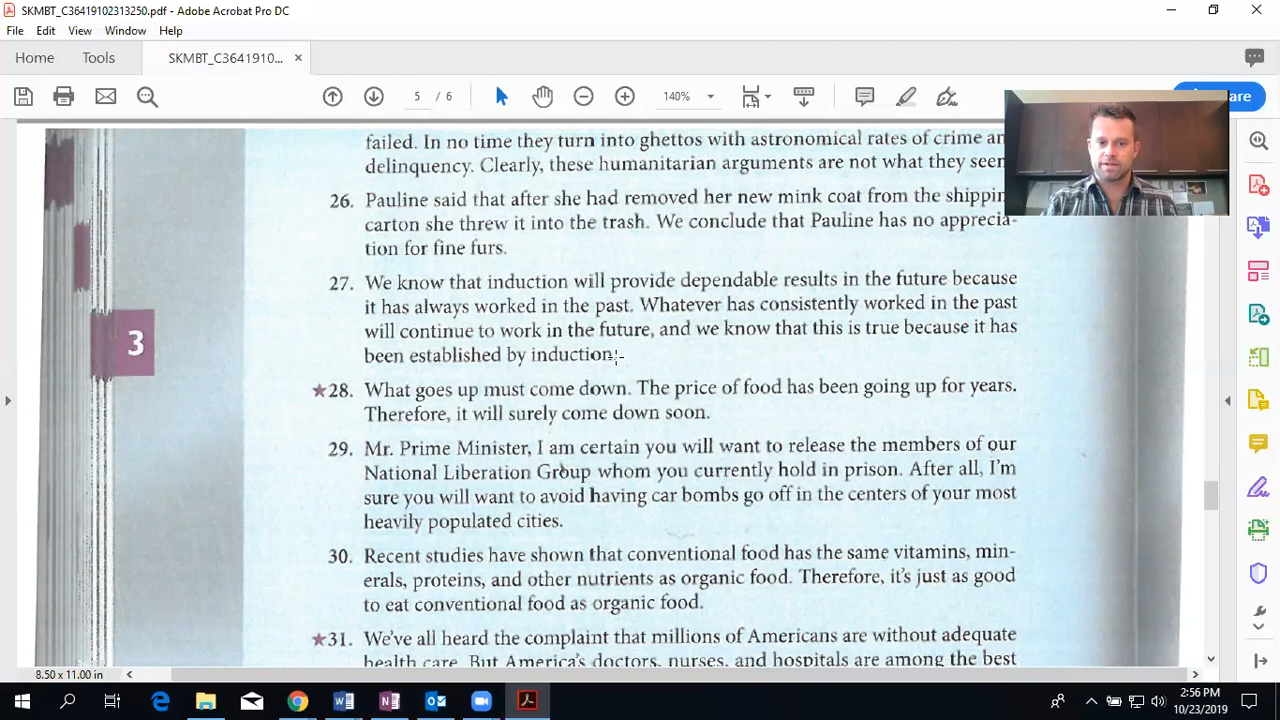 SKMBT_C36419102313250.pdf - Adobe Acrobat Pro DC
File Edit View Window Help
Home Tools SKMBT_C3641910... ×
5 / 6 140%
failed. In no time they turn into ghettos with astronomical rates of crime
delinquency. Clearly, these humanitarian arguments are not what they
26. Pauline said that after she had removed her new mink coat from the
carton she threw it into the trash. We conclude that Pauline has no apprecia-
tion for fine furs.
27. We know that induction will provide dependable results in the future because
it has always worked in the past. Whatever has consistently worked in the past
will continue to work in the future, and we know that this is true because it has
been established by induction.
3
★28. What goes up must come down. The price of food has been going up for years.
Therefore, it will surely come down soon.
29. Mr. Prime Minister, I am certain you will want to release the members of our
National Liberation Group whom you currently hold in prison. After all, I'm
sure you will want to avoid having car bombs go off in the centers of your most
heavily populated cities.
30. Recent studies have shown that conventional food has the same vitamins, min-
erals, proteins, and other nutrients as organic food. Therefore, it's just as good
to eat conventional food as organic food.
★31. We've all heard the complaint that millions of Americans are without adequate
health care. But America's doctors, nurses, and hospitals are among the best
8.50 x 11.00 in
2:56 PM
10/23/2019